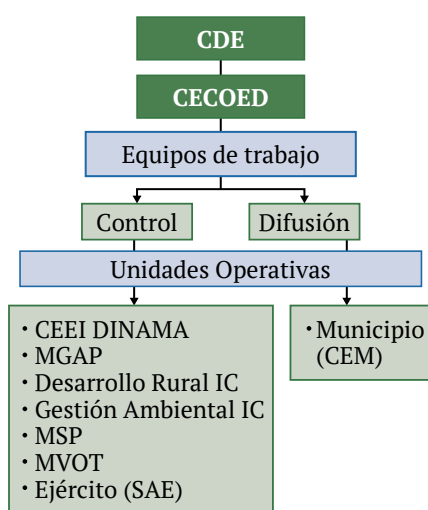 CDE
CECOED
Equipos de trabajo
Control
Difusión
Unidades Operativas
· CEEI DINAMA
· MGAP
· Desarrollo Rural IC
· Gestión Ambiental IC
· MSP
· MVOT
· Ejército (SAE)
· Municipio
(CEM)